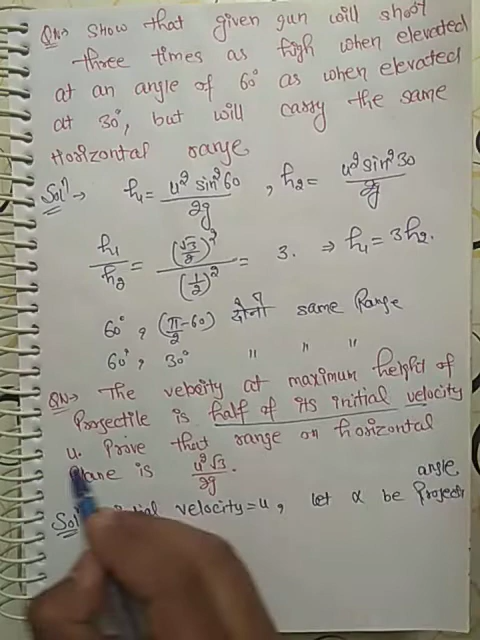 QN→ Show that given gun will shoot
three times as high when elevated
at an angle of 60° as when elevated
at 30°, but will carry the same
Horizontal range.
Solⁿ→ h₁ = u² sin² 60 / 2g , h₂ = u² sin² 30 / 2g
h₁/h₂ = (√3/2)² / (1/2)² = 3. ⇒ h₁ = 3h₂.
60°, (π/2 - 60) दोनों same Range
60°, 30° " " "
QN→ The velocity at maximum height of
Projectile is half of its initial velocity
u. Prove that range on horizontal
Plane is u²√3 / 2g.
Sol velocity = u, let α be Projectⁿ angle